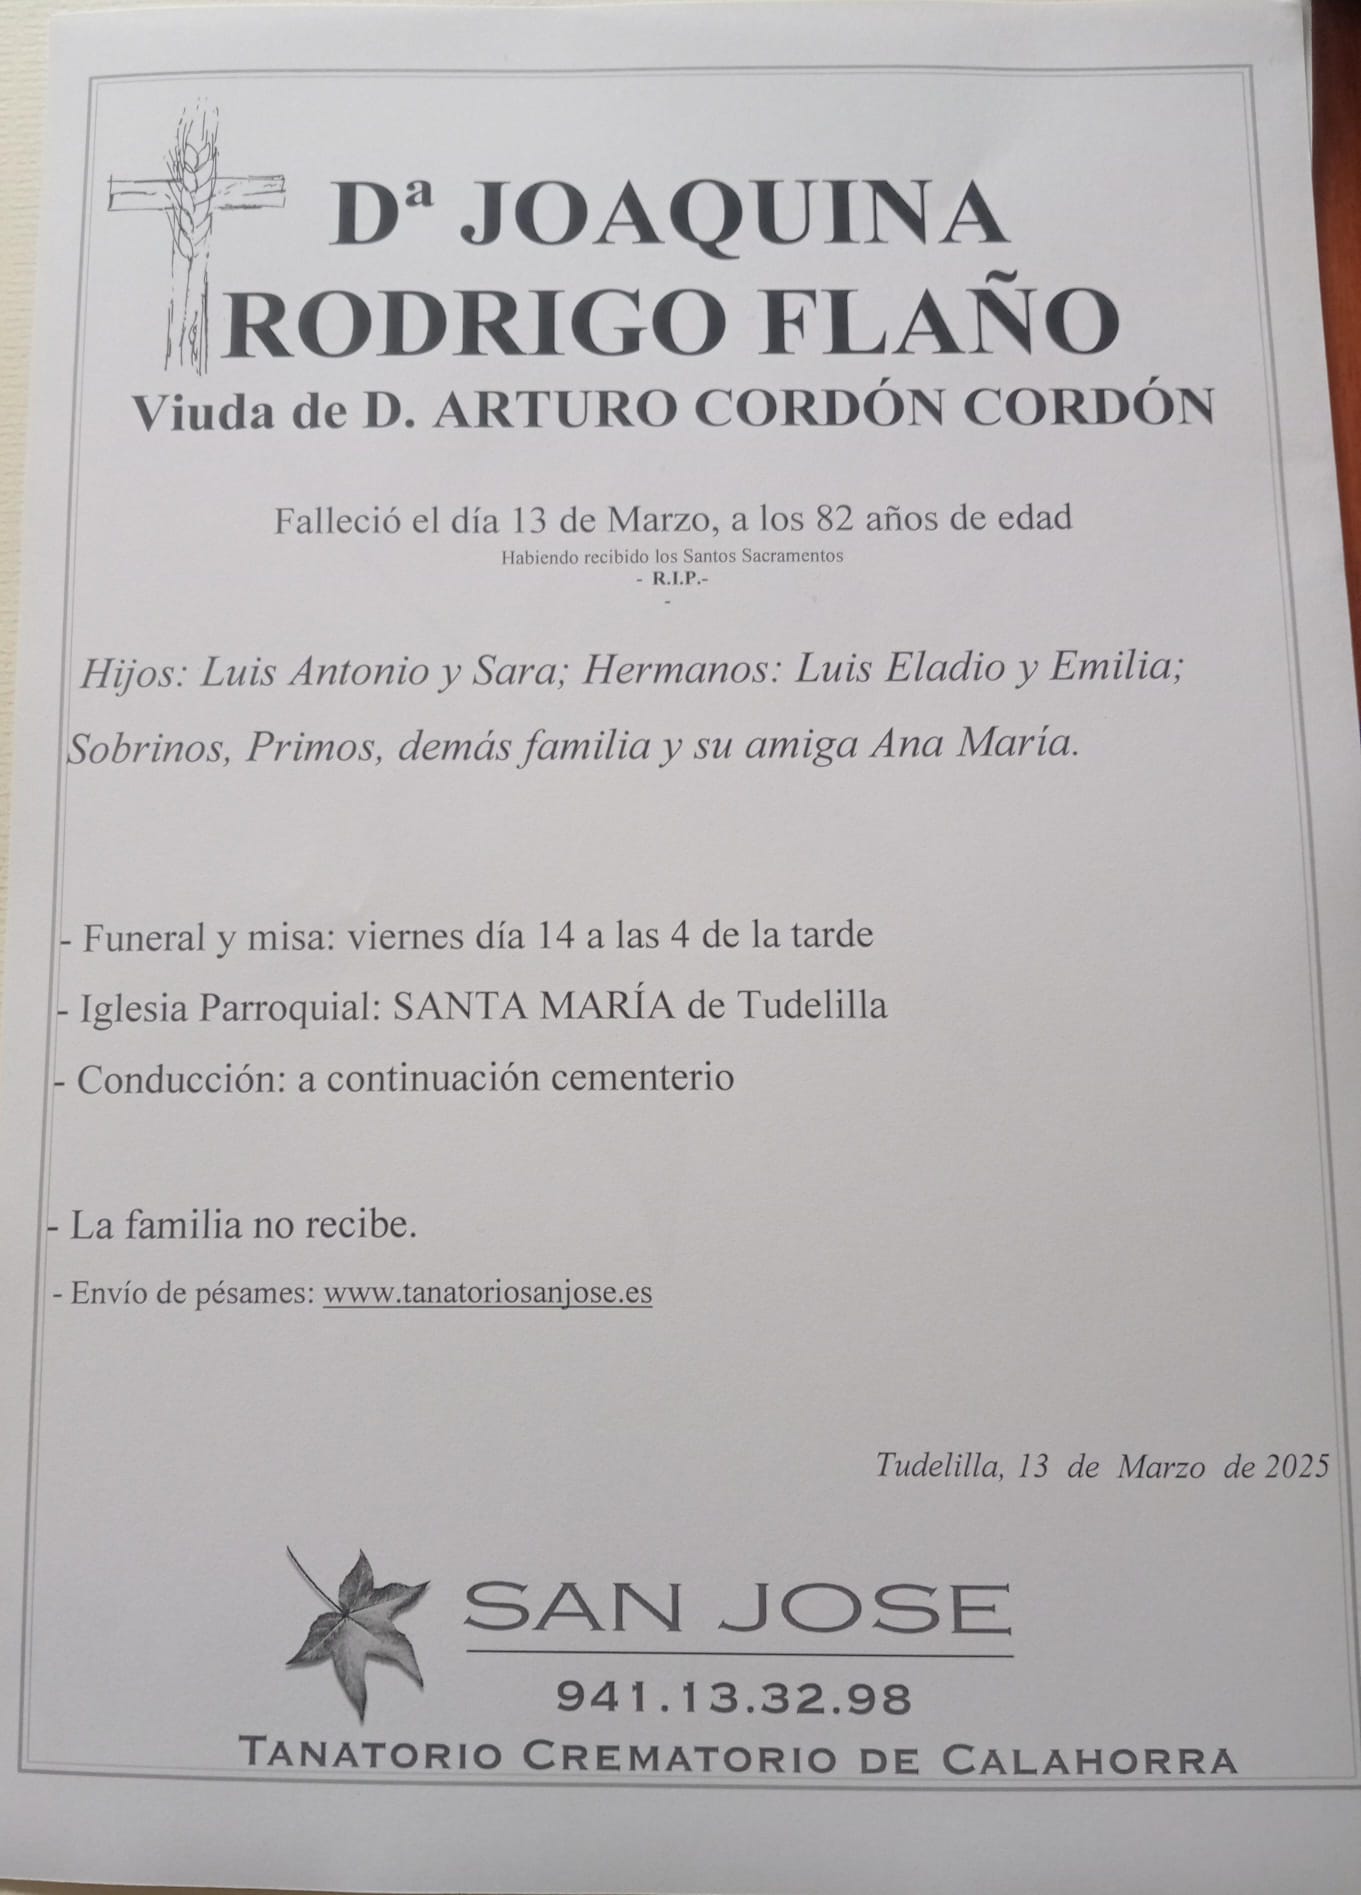 Dª JOAQUINA
RODRIGO FLAÑO
Viuda de D. ARTURO CORDÓN CORDÓN
Falleció el día 13 de Marzo, a los 82 años de edad
Habiendo recibido los Santos Sacramentos
- R.I.P.-
-
Hijos: Luis Antonio y Sara; Hermanos: Luis Eladio y Emilia;
Sobrinos, Primos, demás familia y su amiga Ana María.
- Funeral y misa: viernes día 14 a las 4 de la tarde
- Iglesia Parroquial: SANTA MARÍA de Tudelilla
- Conducción: a continuación cementerio
- La familia no recibe.
- Envío de pésames: www.tanatoriosanjose.es
Tudelilla, 13 de Marzo de 2025
SAN JOSE
941.13.32.98
TANATORIO CREMATORIO DE CALAHORRA